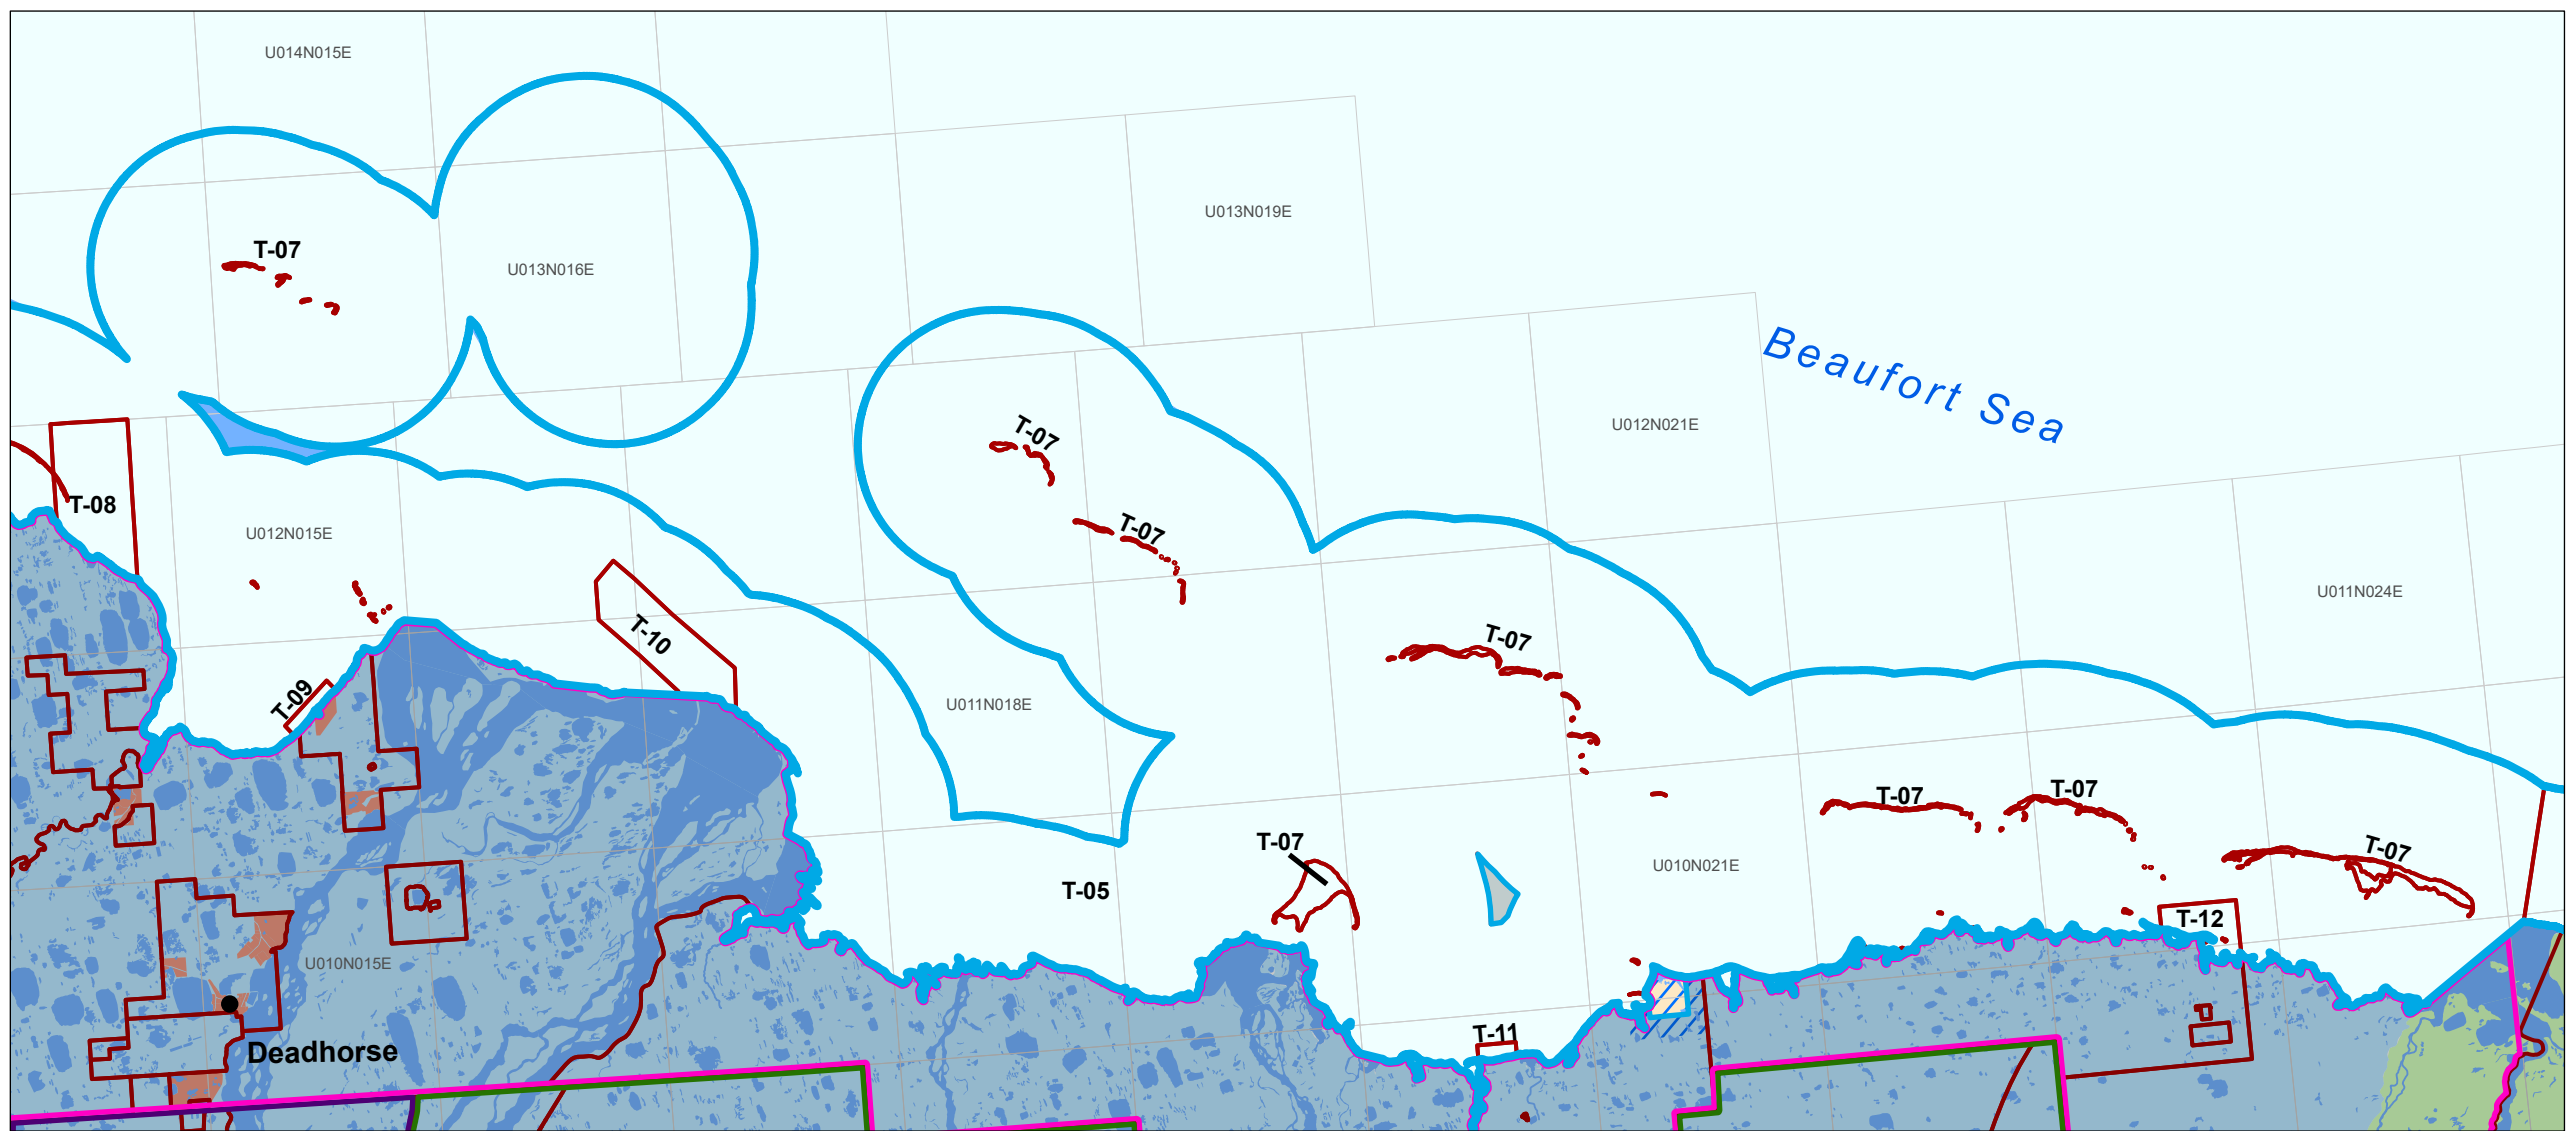 U014N015E
T-07
U013N016E
U013N019E
Beaufort Sea
U012N021E
T-07
T-08
T-07
U012N015E
U011N024E
T-10
T-07
T-09
U011N018E
T-07
T-07
T-07
T-07
U010N021E
T-05
T-12
U010N015E
T-11
Deadhorse